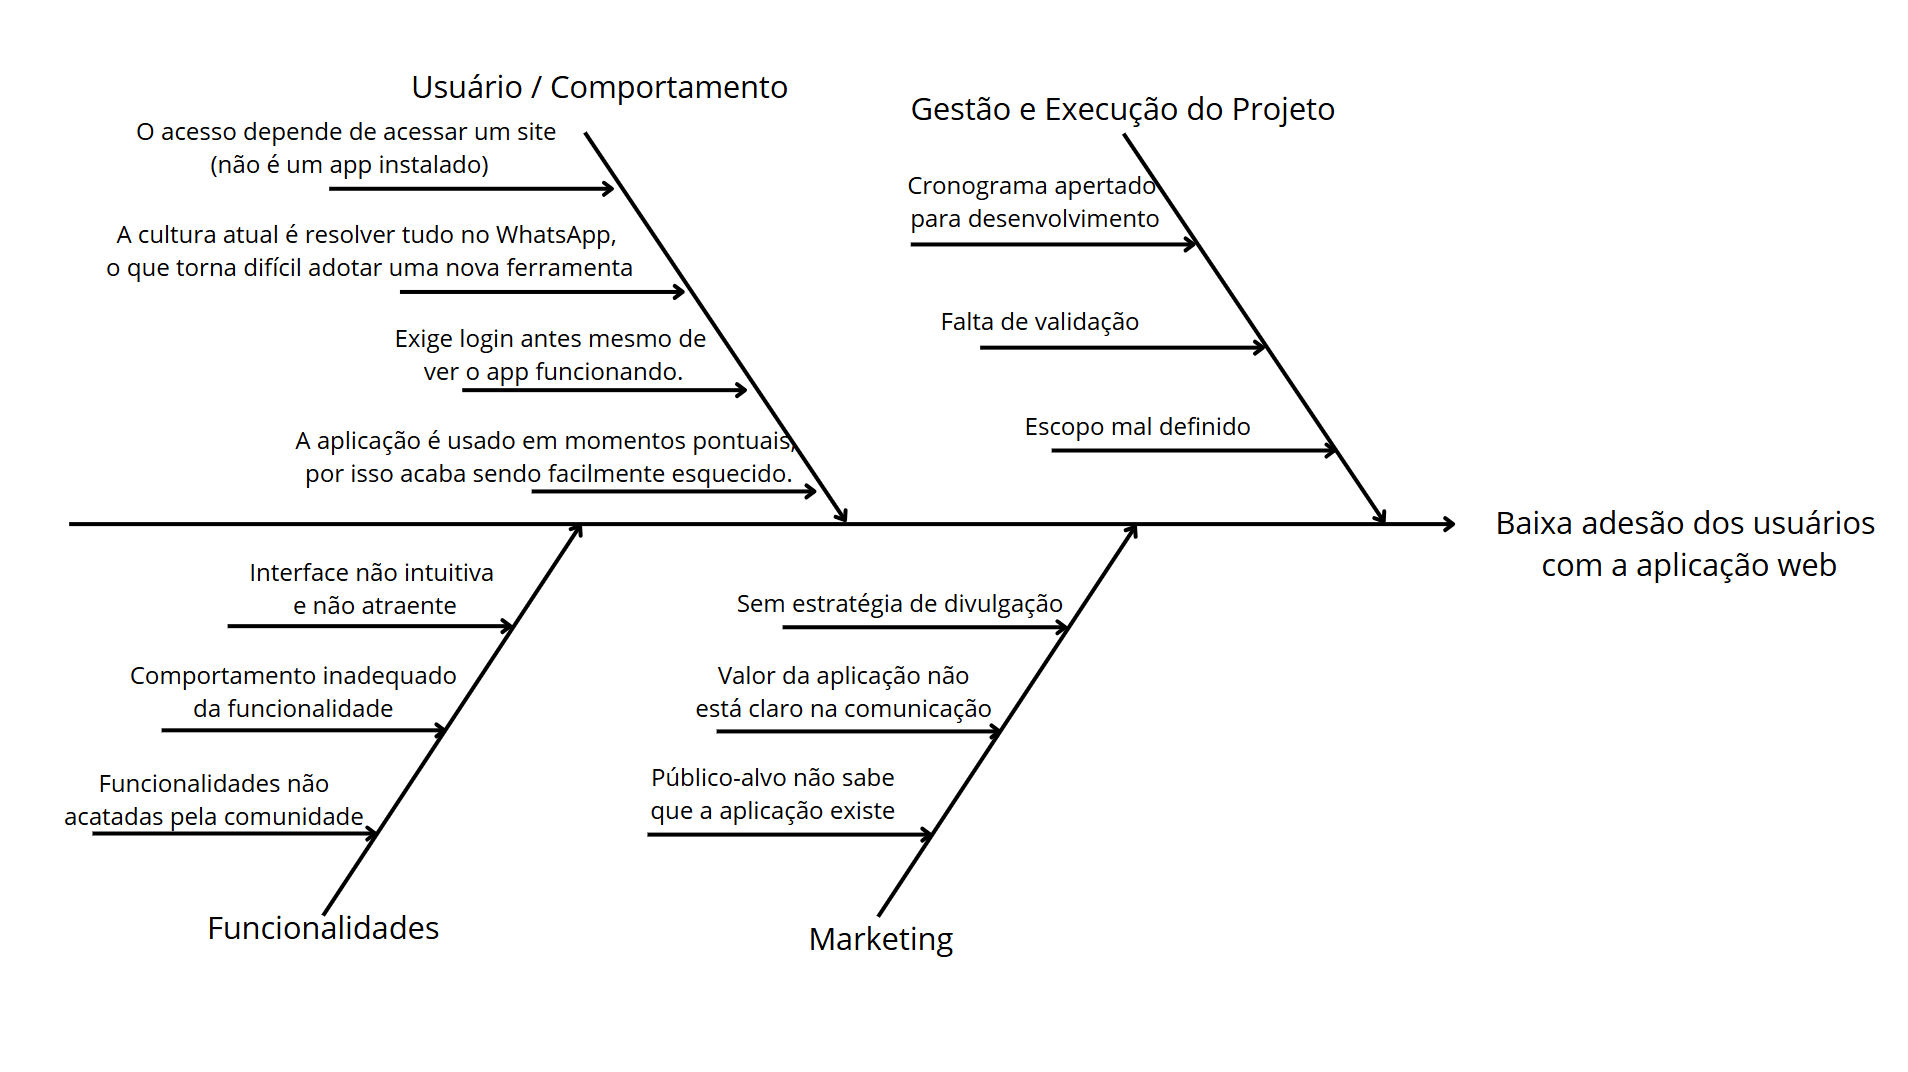 Usuário / Comportamento
O acesso depende de acessar um site
(não é um app instalado)
A cultura atual é resolver tudo no WhatsApp,
o que torna difícil adotar uma nova ferramenta
Exige login antes mesmo de
ver o app funcionando.
A aplicação é usado em momentos pontuais,
por isso acaba sendo facilmente esquecido.
Gestão e Execução do Projeto
Cronograma apertado
para desenvolvimento
Falta de validação
Escopo mal definido
Baixa adesão dos usuários
com a aplicação web
Interface não intuitiva
e não atraente
Comportamento inadequado
da funcionalidade
Funcionalidades não
acatadas pela comunidade
Funcionalidades
Sem estratégia de divulgação
Valor da aplicação não
está claro na comunicação
Público-alvo não sabe
que a aplicação existe
Marketing